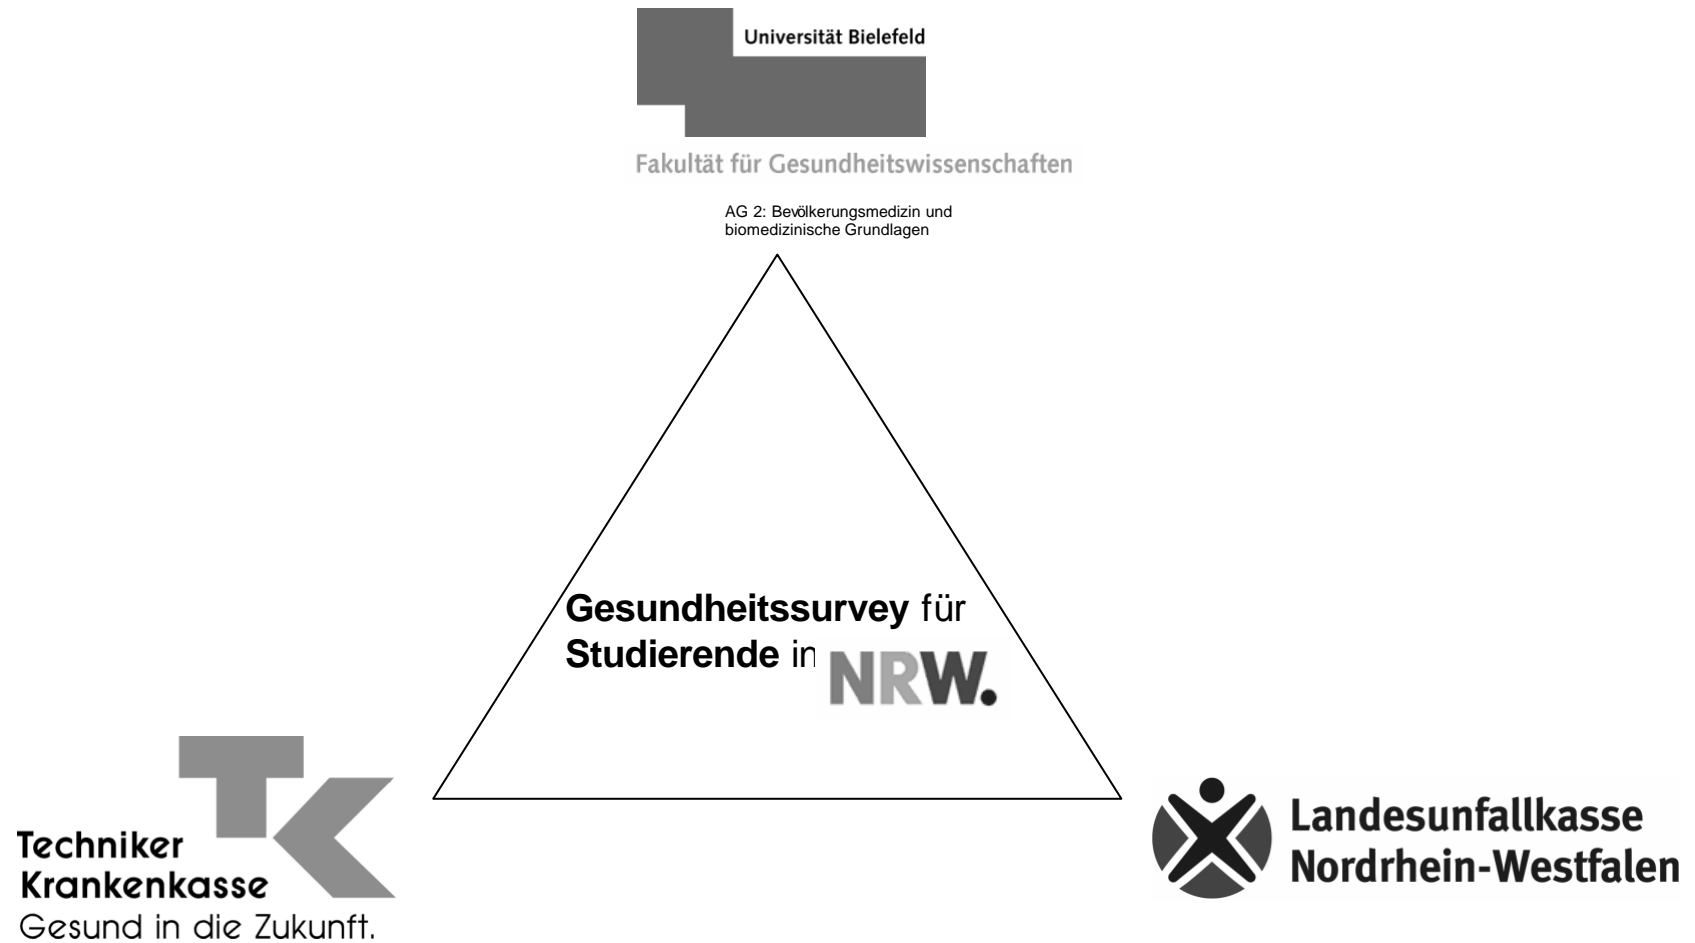 Universität Bielefeld
Fakultät für Gesundheitswissenschaften
AG 2: Bevölkerungsmedizin und
biomedizinische Grundlagen
Gesundheitssurvey für
Studierende in NRW.
TK
Techniker
Krankenkasse
Gesund in die Zukunft.
Landesunfallkasse
Nordrhein-Westfalen